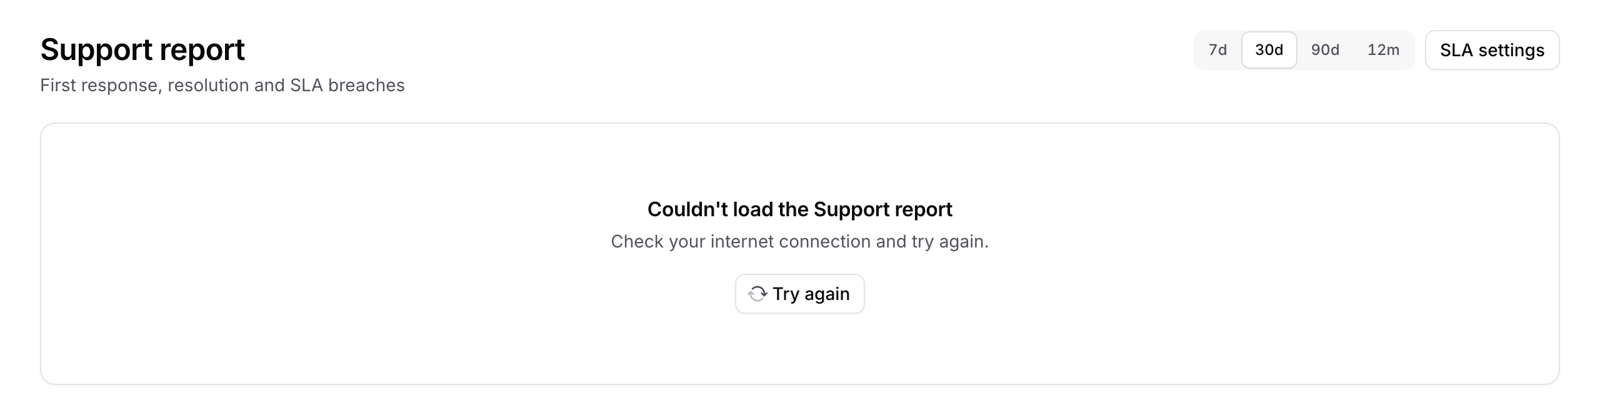 Support report
First response, resolution and SLA breaches
7d 30d 90d 12m SLA settings
Couldn't load the Support report
Check your internet connection and try again.
Try again